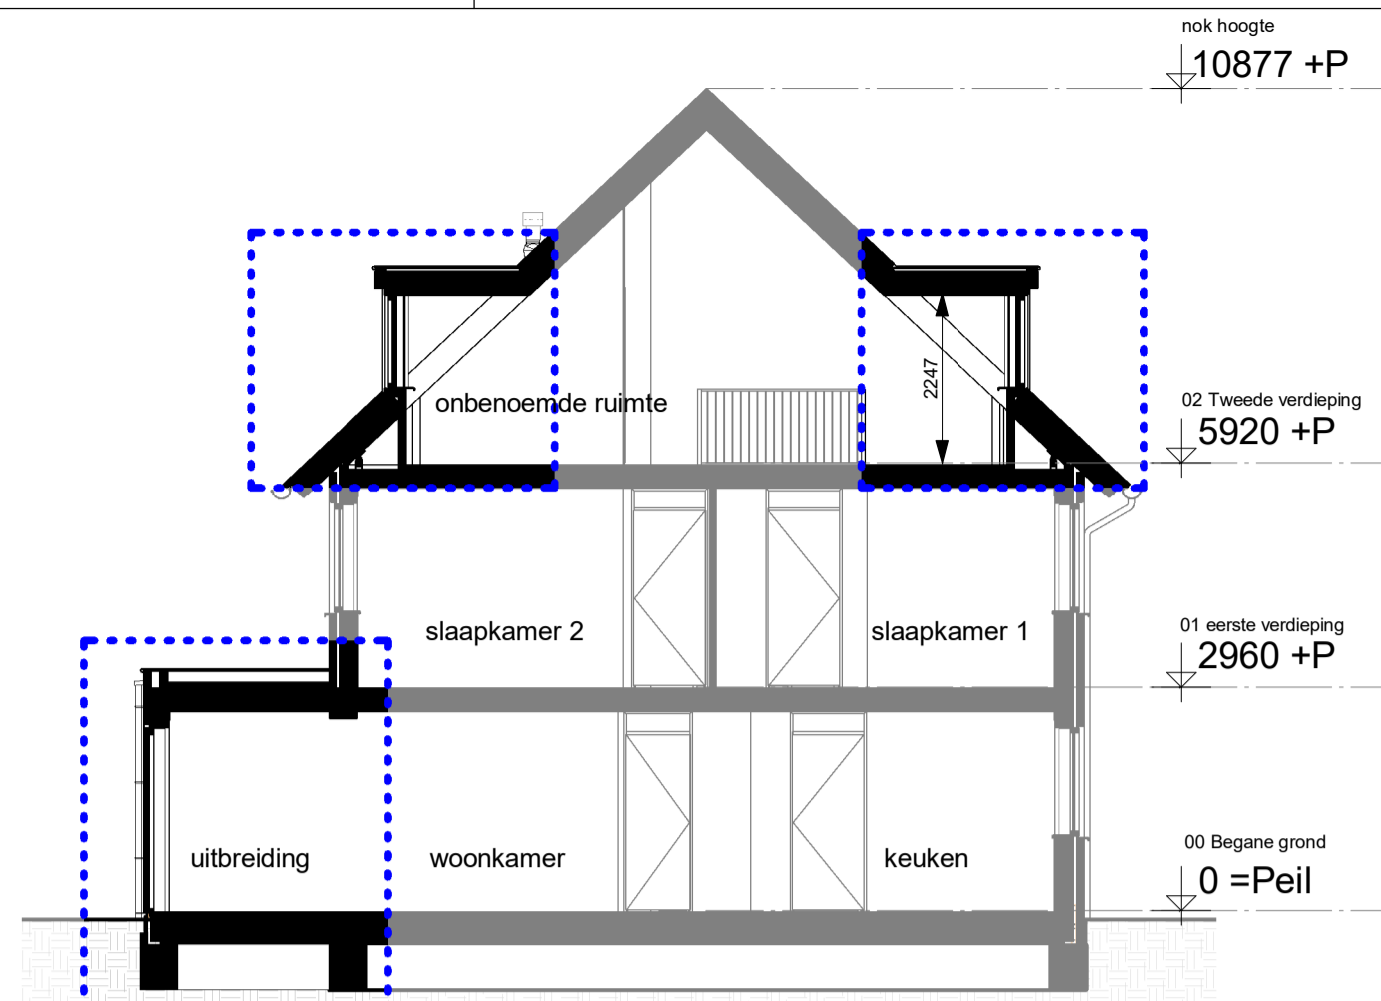 nok hoogte
10877 +P
2247
onbenoemde ruimte
02 Tweede verdieping
5920 +P
slaapkamer 2
slaapkamer 1
01 eerste verdieping
2960 +P
uitbreiding
woonkamer
keuken
00 Begane grond
0 =Peil